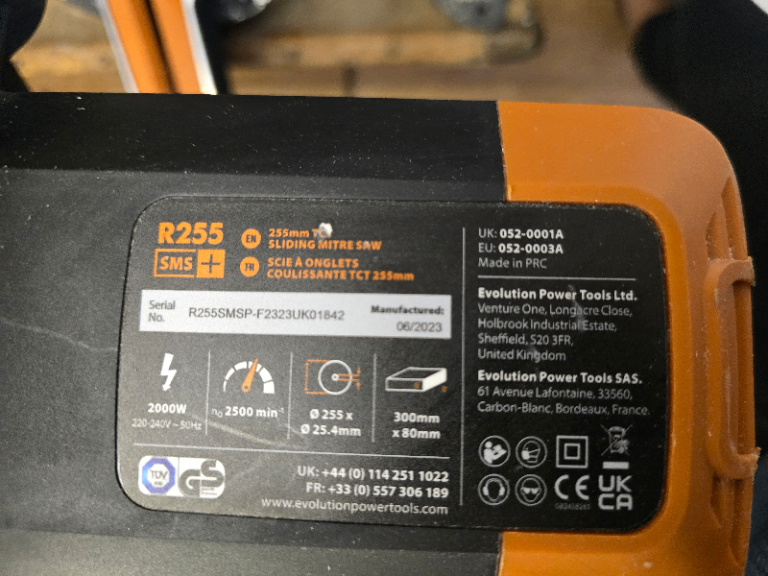 R255
SMS+
EN 255mm
SLIDING MITRE SAW
FR SCIE À ONGLETS
COULISSANTE TCT 255mm
Serial No. R255SMSP-F2323UK01842
Manufactured: 06/2023
2000W
220-240V ~ 50Hz
n0 2500 min-1
Ø 255 x
Ø 25.4mm
300mm
x 80mm
TÜV
GS
UK: +44 (0) 114 251 1022
FR: +33 (0) 557 306 189
www.evolutionpowertools.com
UK: 052-0001A
EU: 052-0003A
Made in PRC
Evolution Power Tools Ltd.
Venture One, Longacre Close,
Holbrook Industrial Estate,
Sheffield, S20 3FR,
United Kingdom
Evolution Power Tools SAS.
61 Avenue Lafontaine, 33560,
Carbon-Blanc, Bordeaux, France.
CE
UK
CA